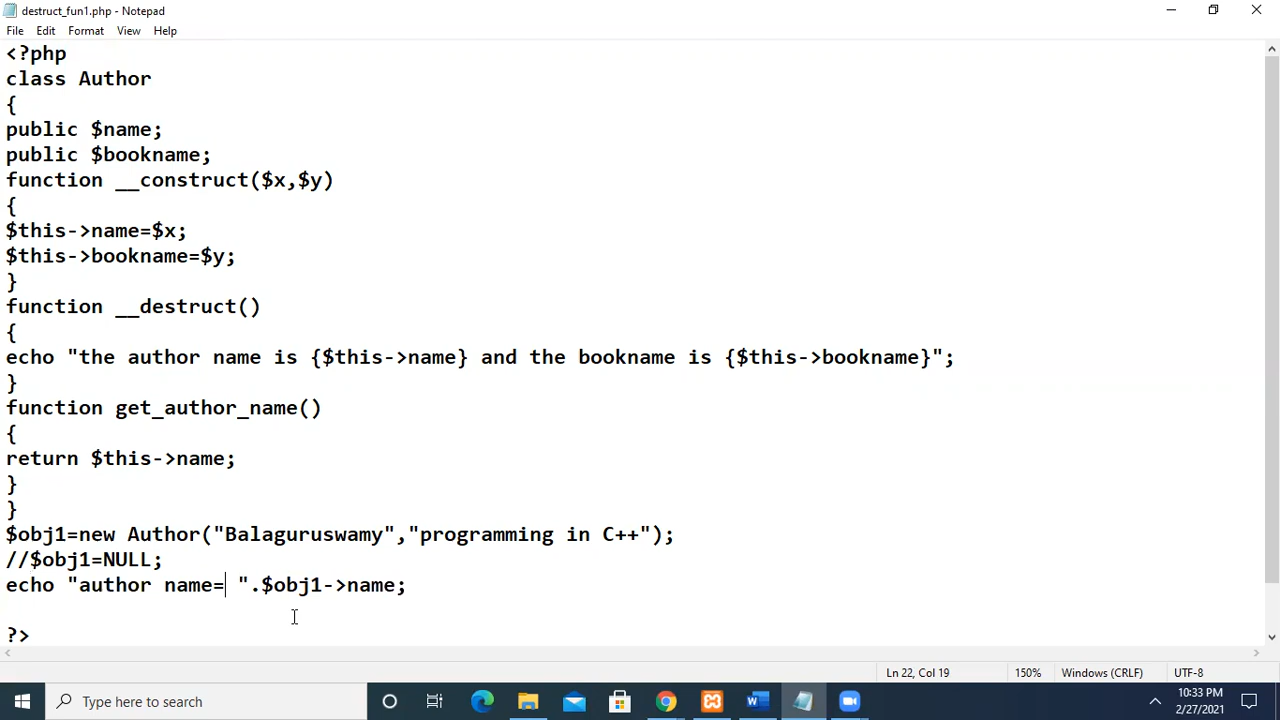 destruct_fun1.php - Notepad
File Edit Format View Help
<?php
class Author
{
public $name;
public $bookname;
function __construct($x,$y)
{
$this->name=$x;
$this->bookname=$y;
}
function __destruct()
{
echo "the author name is {$this->name} and the bookname is {$this->bookname}";
}
function get_author_name()
{
return $this->name;
}
}
$obj1=new Author("Balaguruswamy","programming in C++");
//$obj1=NULL;
echo "author name= ".$obj1->name;
?>
Ln 22, Col 19 150% Windows (CRLF) UTF-8
Type here to search
10:33 PM
2/27/2021